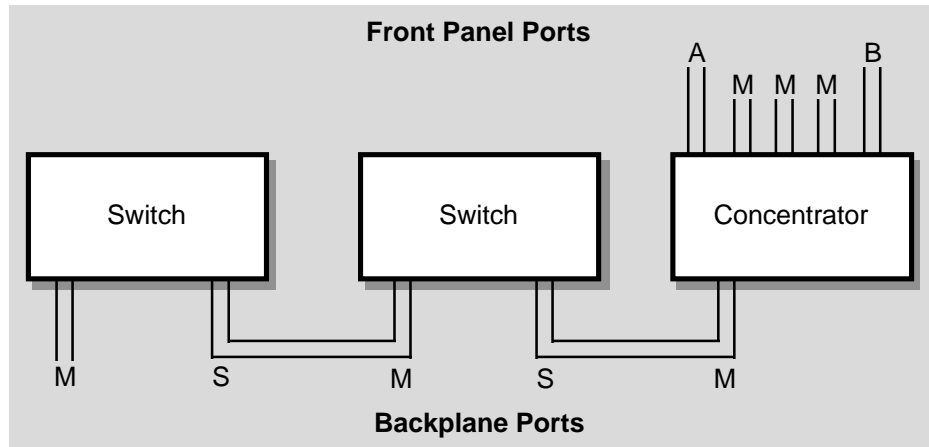 Front Panel Ports
A
B
M M M
Switch
Switch
Concentrator
M
S
M
S
M
Backplane Ports